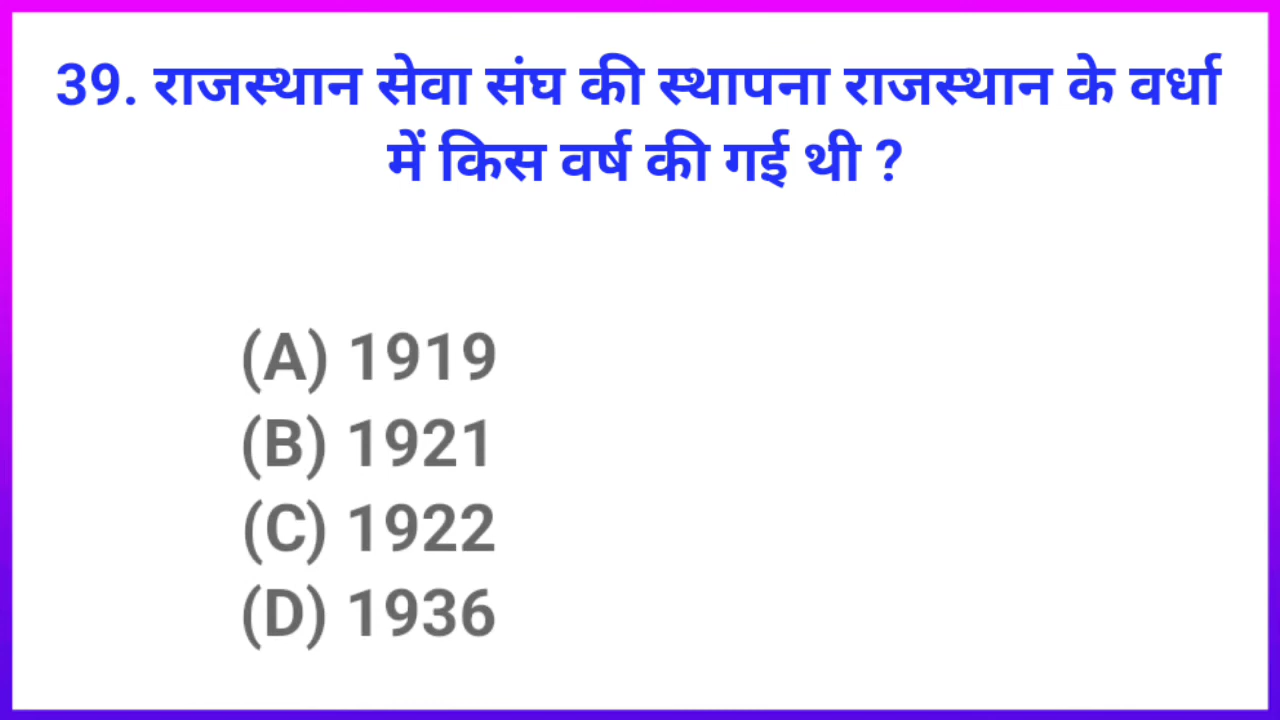 39. राजस्थान सेवा संघ की स्थापना राजस्थान के वर्धा
में किस वर्ष की गई थी ?
(A) 1919
(B) 1921
(C) 1922
(D) 1936